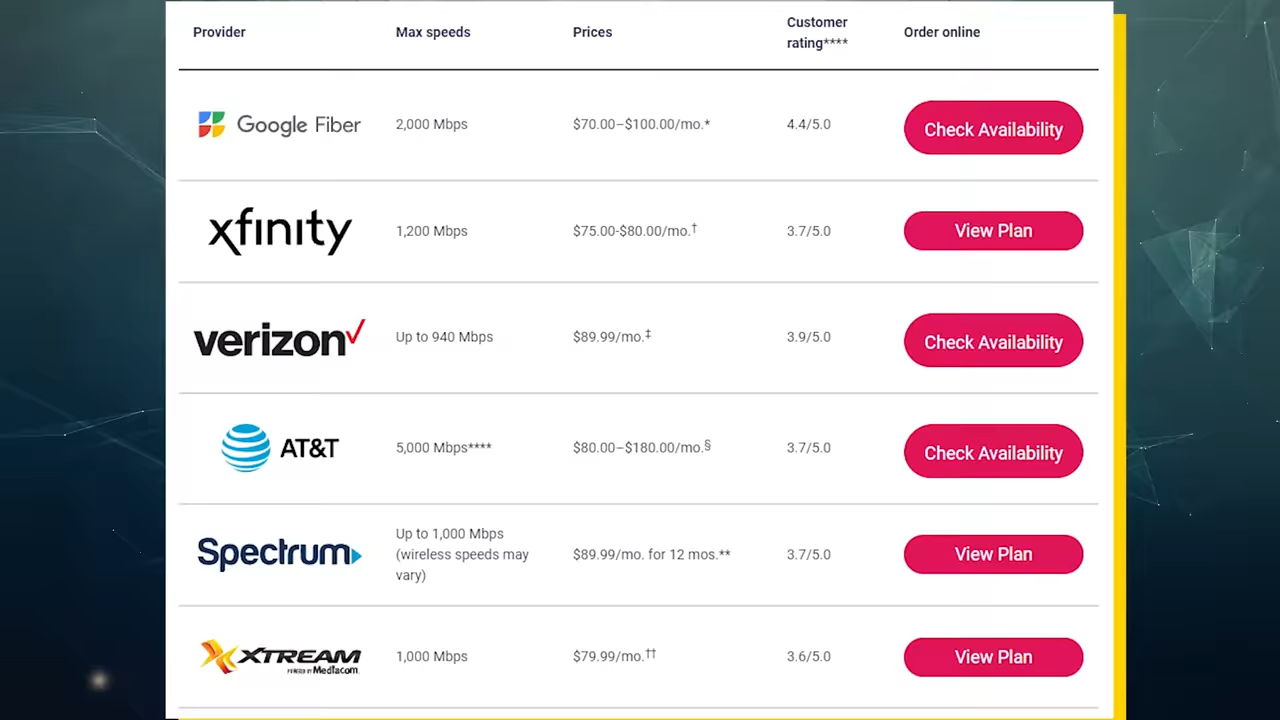 Provider Max speeds Prices Customer rating**** Order online
Google Fiber 2,000 Mbps $70.00–$100.00/mo.* 4.4/5.0 Check Availability
xfinity 1,200 Mbps $75.00-$80.00/mo.† 3.7/5.0 View Plan
verizon✓ Up to 940 Mbps $89.99/mo.‡ 3.9/5.0 Check Availability
AT&T 5,000 Mbps**** $80.00–$180.00/mo.§ 3.7/5.0 Check Availability
Spectrum Up to 1,000 Mbps (wireless speeds may vary) $89.99/mo. for 12 mos.** 3.7/5.0 View Plan
XTREAM POWERED BY Mediacom 1,000 Mbps $79.99/mo.†† 3.6/5.0 View Plan